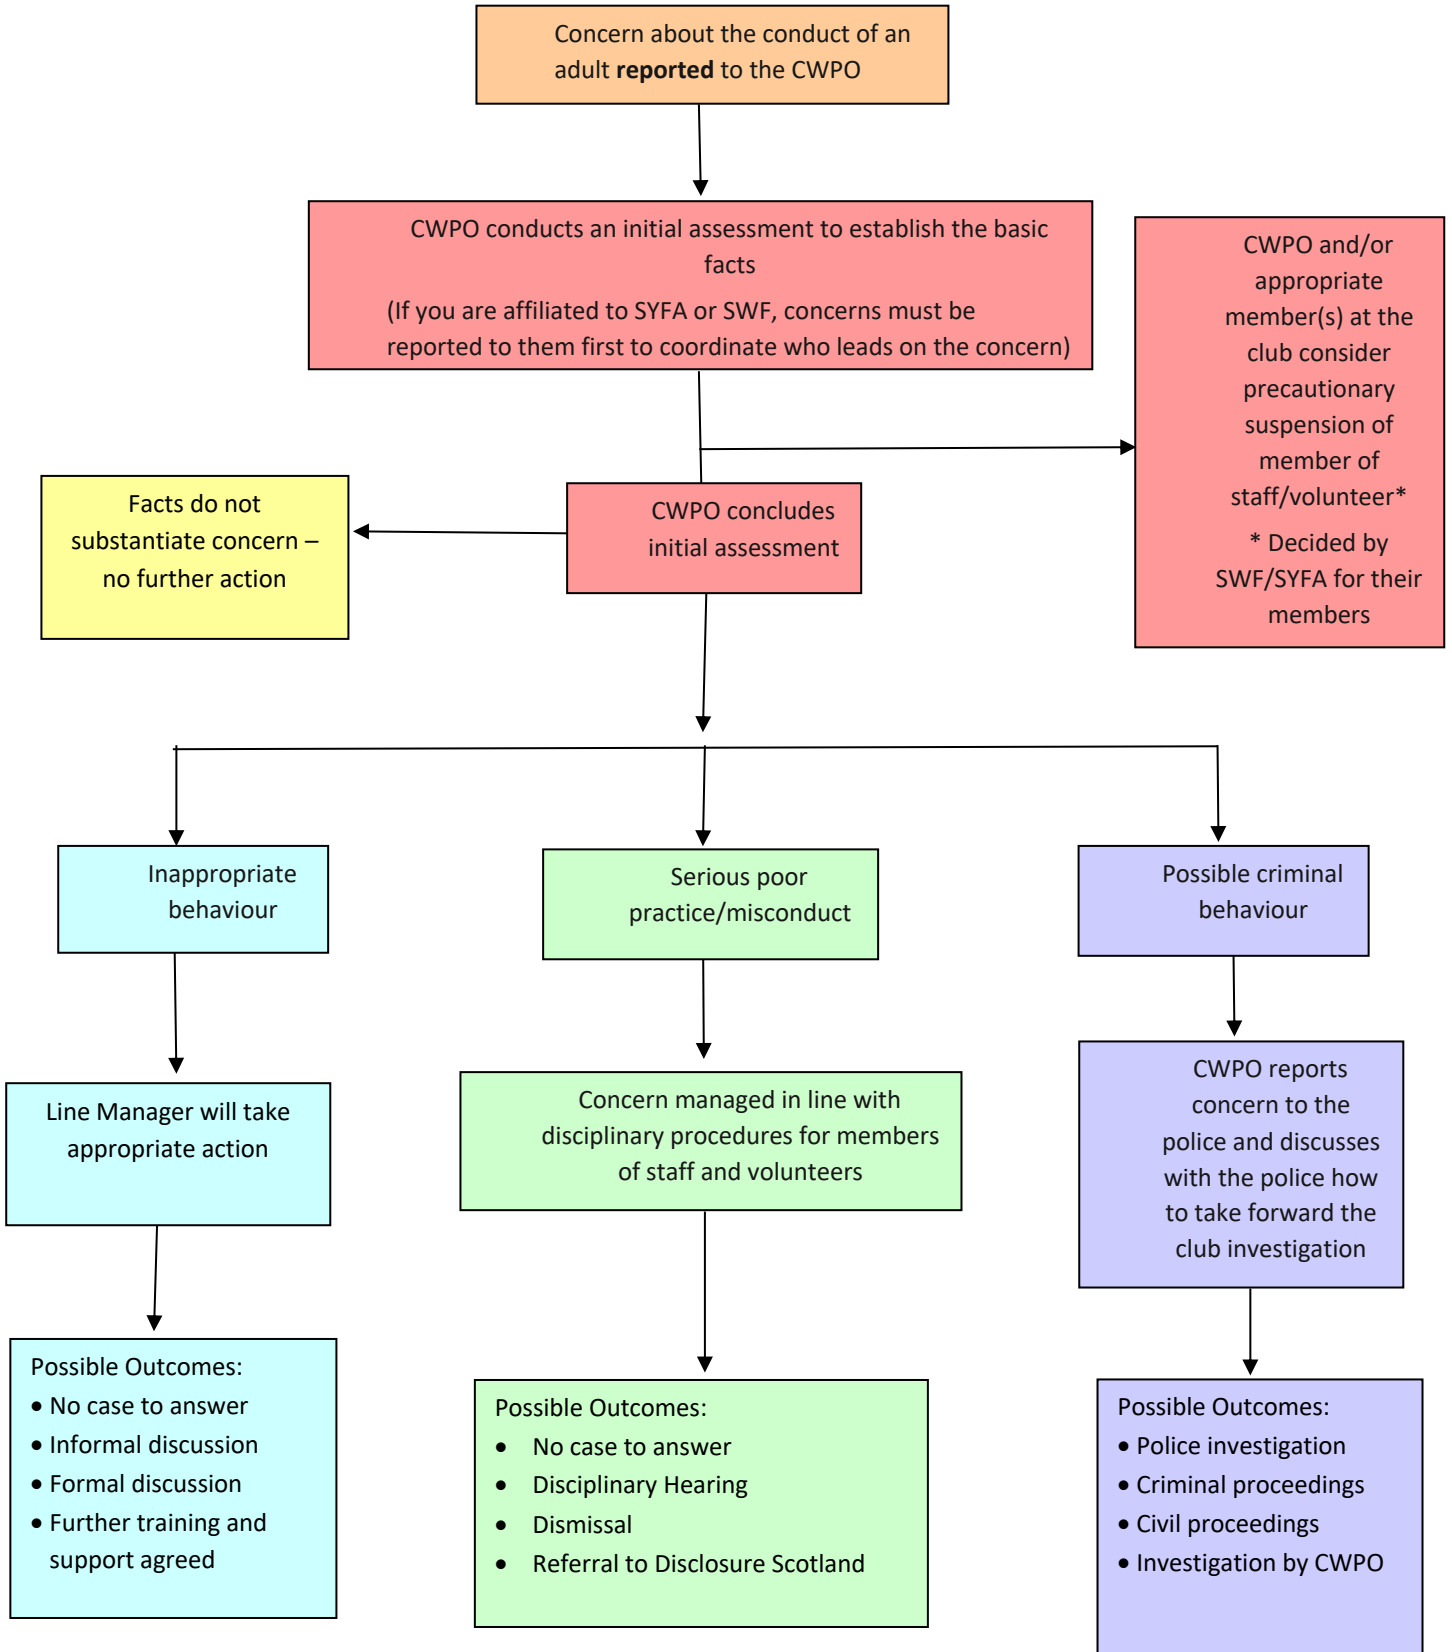 Concern about the conduct of an
adult reported to the CWPO
CWPO conducts an initial assessment to establish the basic
facts
(If you are affiliated to SYFA or SWF, concerns must be
reported to them first to coordinate who leads on the concern)
CWPO and/or
appropriate
member(s) at the
club consider
precautionary
suspension of
member of
staff/volunteer*
* Decided by
SWF/SYFA for their
members
Facts do not
substantiate concern –
no further action
CWPO concludes
initial assessment
Inappropriate
behaviour
Serious poor
practice/misconduct
Possible criminal
behaviour
Line Manager will take
appropriate action
Concern managed in line with
disciplinary procedures for members
of staff and volunteers
CWPO reports
concern to the
police and discusses
with the police how
to take forward the
club investigation
Possible Outcomes:
• No case to answer
• Informal discussion
• Formal discussion
• Further training and
support agreed
Possible Outcomes:
• No case to answer
• Disciplinary Hearing
• Dismissal
• Referral to Disclosure Scotland
Possible Outcomes:
• Police investigation
• Criminal proceedings
• Civil proceedings
• Investigation by CWPO